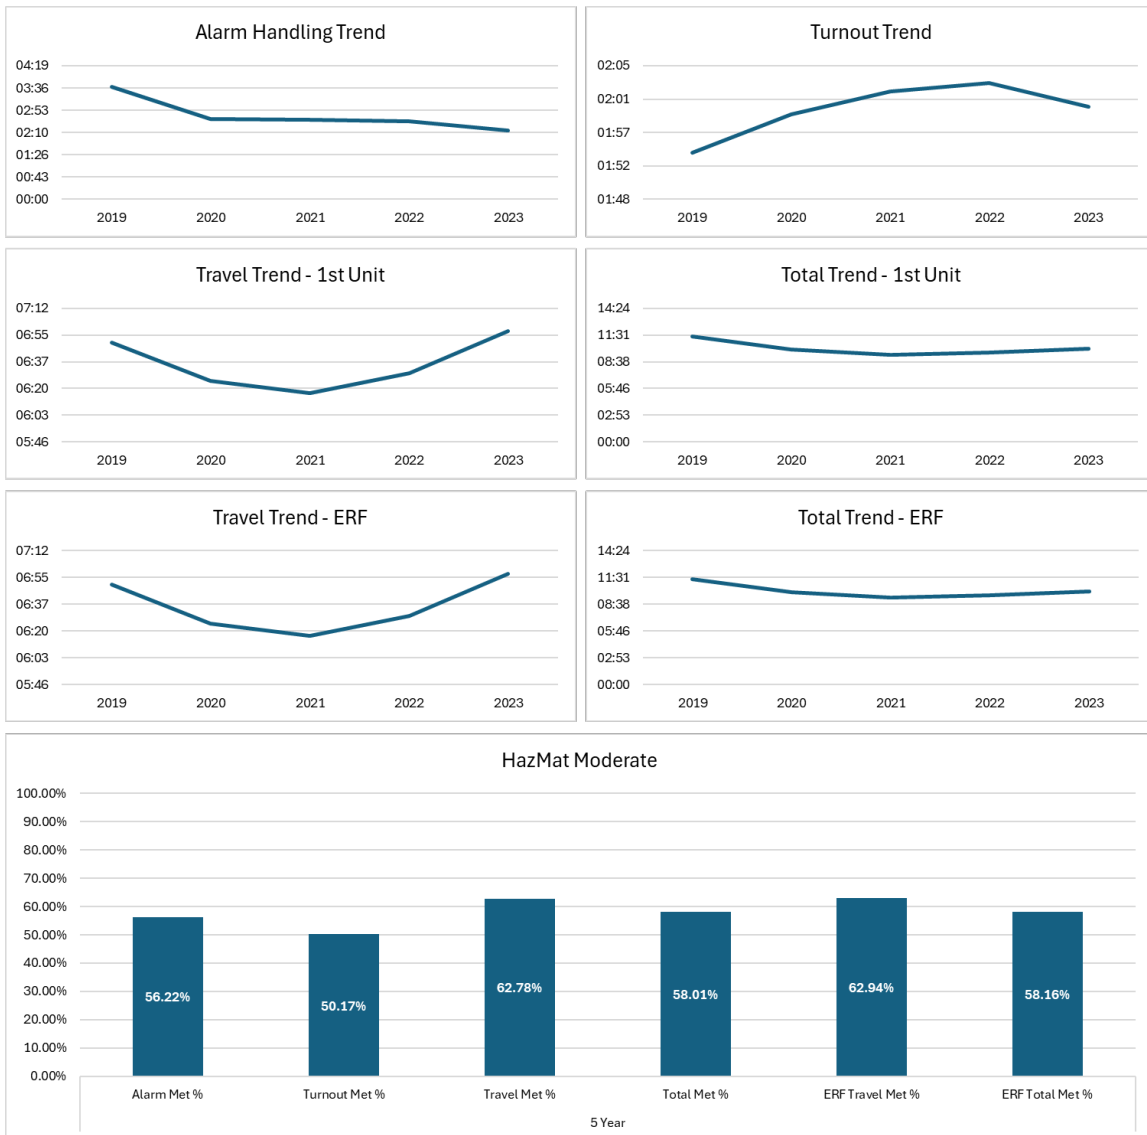 Alarm Handling Trend
04:19
03:36
02:53
02:10
01:26
00:43
00:00
2019 2020 2021 2022 2023
Turnout Trend
02:05
02:01
01:57
01:52
01:48
2019 2020 2021 2022 2023
Travel Trend - 1st Unit
07:12
06:55
06:37
06:20
06:03
05:46
2019 2020 2021 2022 2023
Total Trend - 1st Unit
14:24
11:31
08:38
05:46
02:53
00:00
2019 2020 2021 2022 2023
Travel Trend - ERF
07:12
06:55
06:37
06:20
06:03
05:46
2019 2020 2021 2022 2023
Total Trend - ERF
14:24
11:31
08:38
05:46
02:53
00:00
2019 2020 2021 2022 2023
HazMat Moderate
100.00%
90.00%
80.00%
70.00%
60.00%
50.00%
40.00%
30.00%
20.00%
10.00%
0.00%
56.22% 50.17% 62.78% 58.01% 62.94% 58.16%
Alarm Met % Turnout Met % Travel Met % Total Met % ERF Travel Met % ERF Total Met %
5 Year